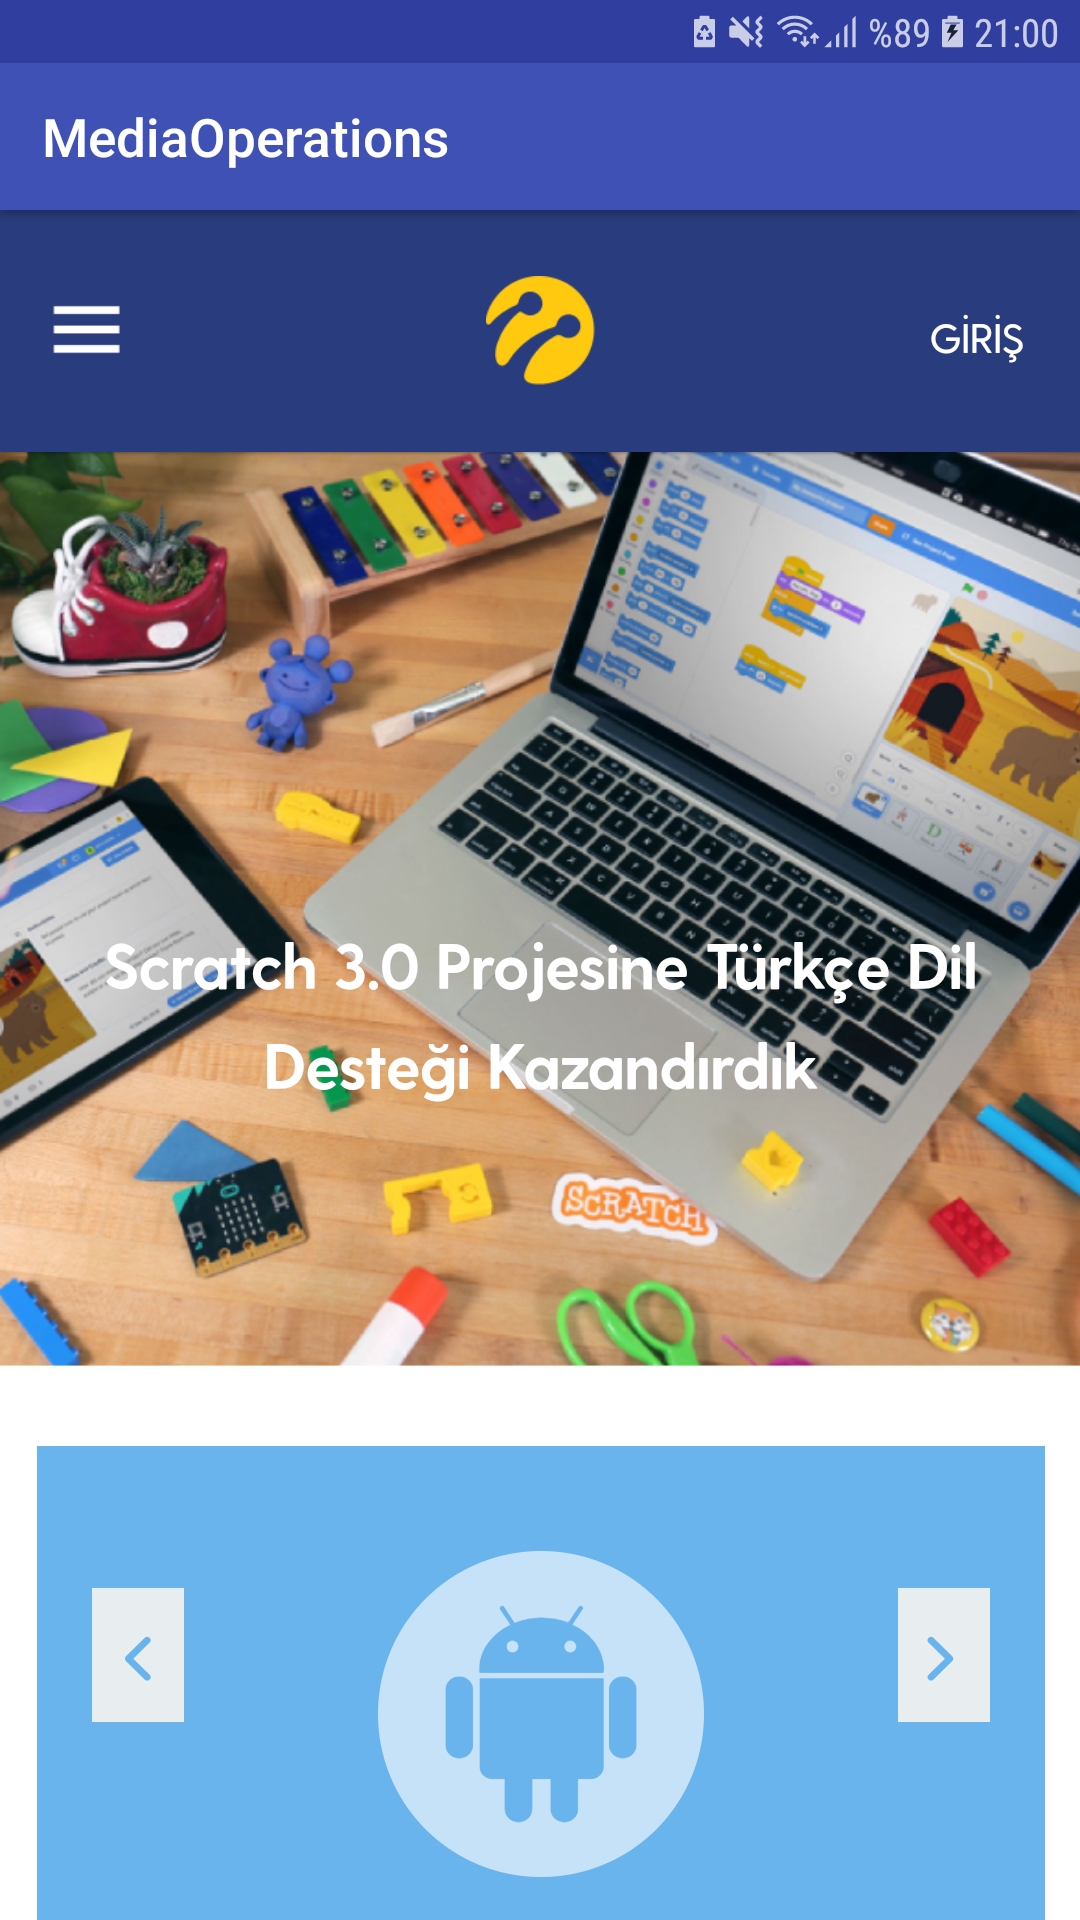 %89 21:00
MediaOperations
GİRİŞ
Scratch 3.0 Projesine Türkçe Dil
Desteği Kazandırdık
SCRATCH